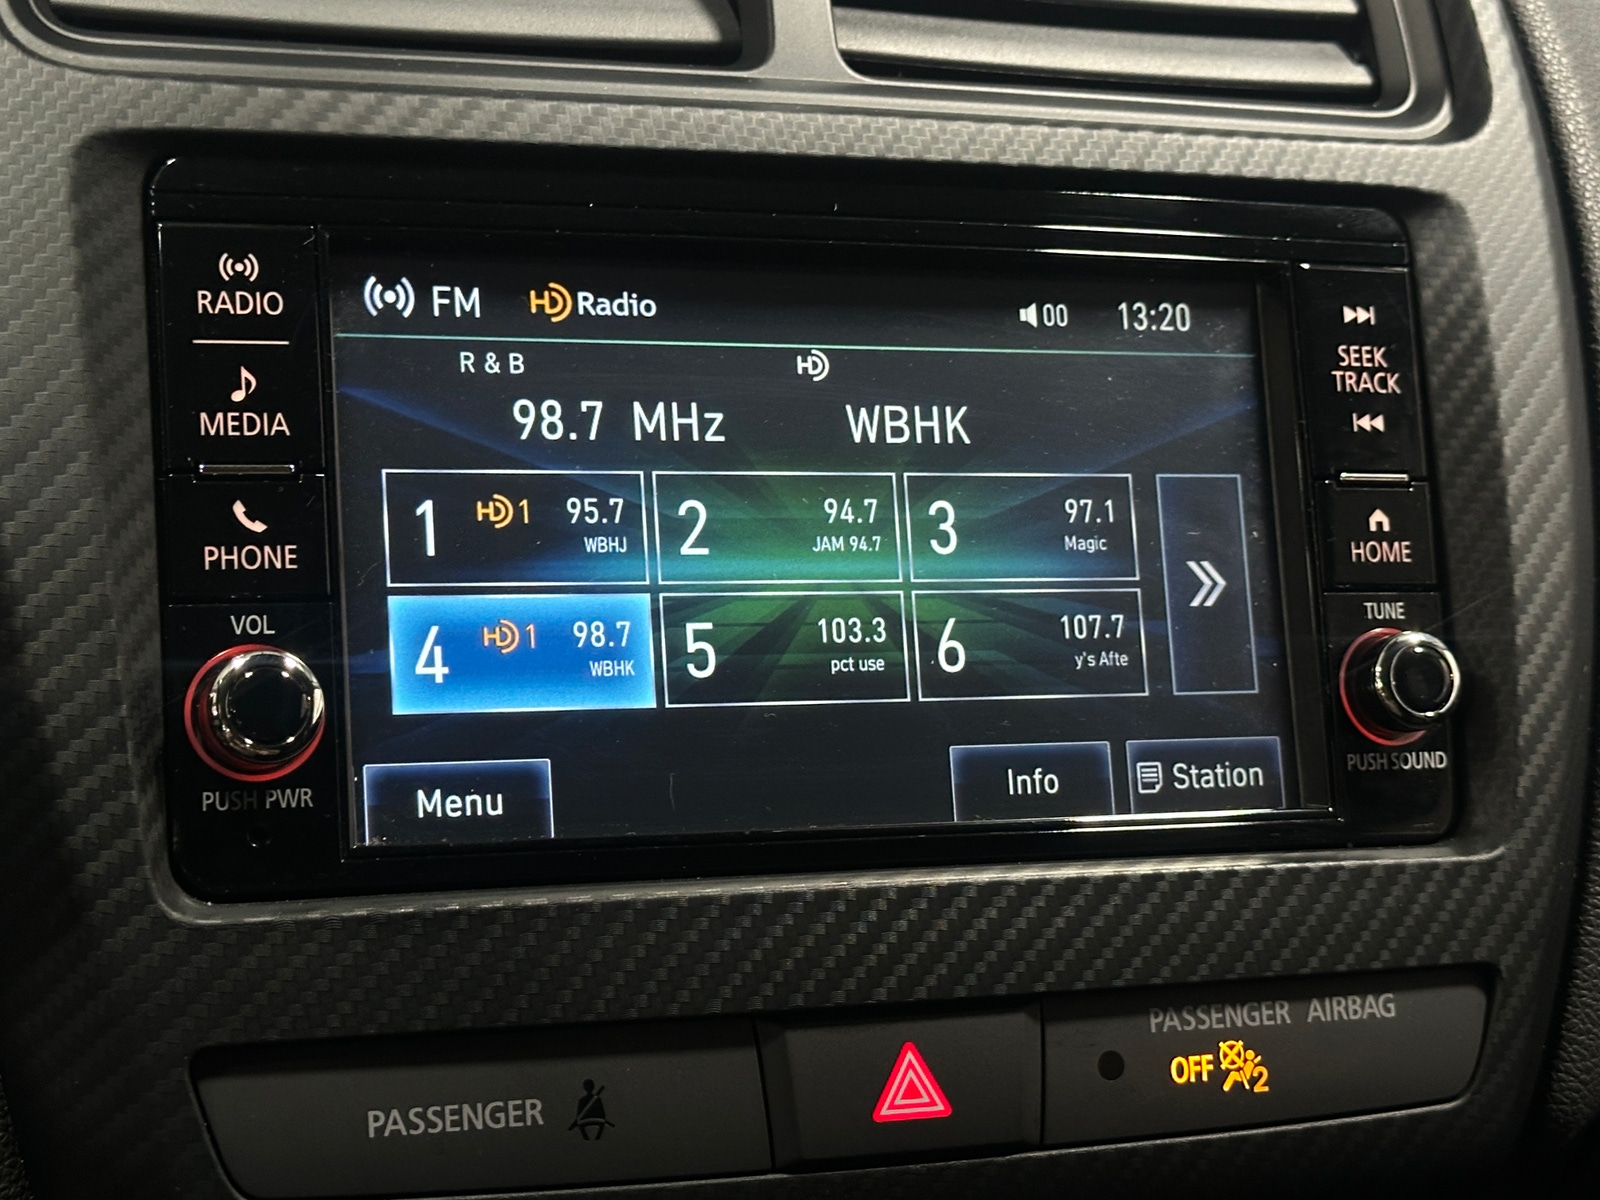 RADIO
MEDIA
PHONE
VOL
PUSH PWR
FM HD Radio 00 13:20
R & B HD
98.7 MHz WBHK
1 HD 1 95.7
WBHJ
2 94.7
JAM 94.7
3 97.1
Magic
4 HD 1 98.7
WBHK
5 103.3
pct use
6 107.7
y's Afte
Menu
Info
Station
SEEK
TRACK
HOME
TUNE
PUSH SOUND
PASSENGER
PASSENGER AIRBAG
OFF 2